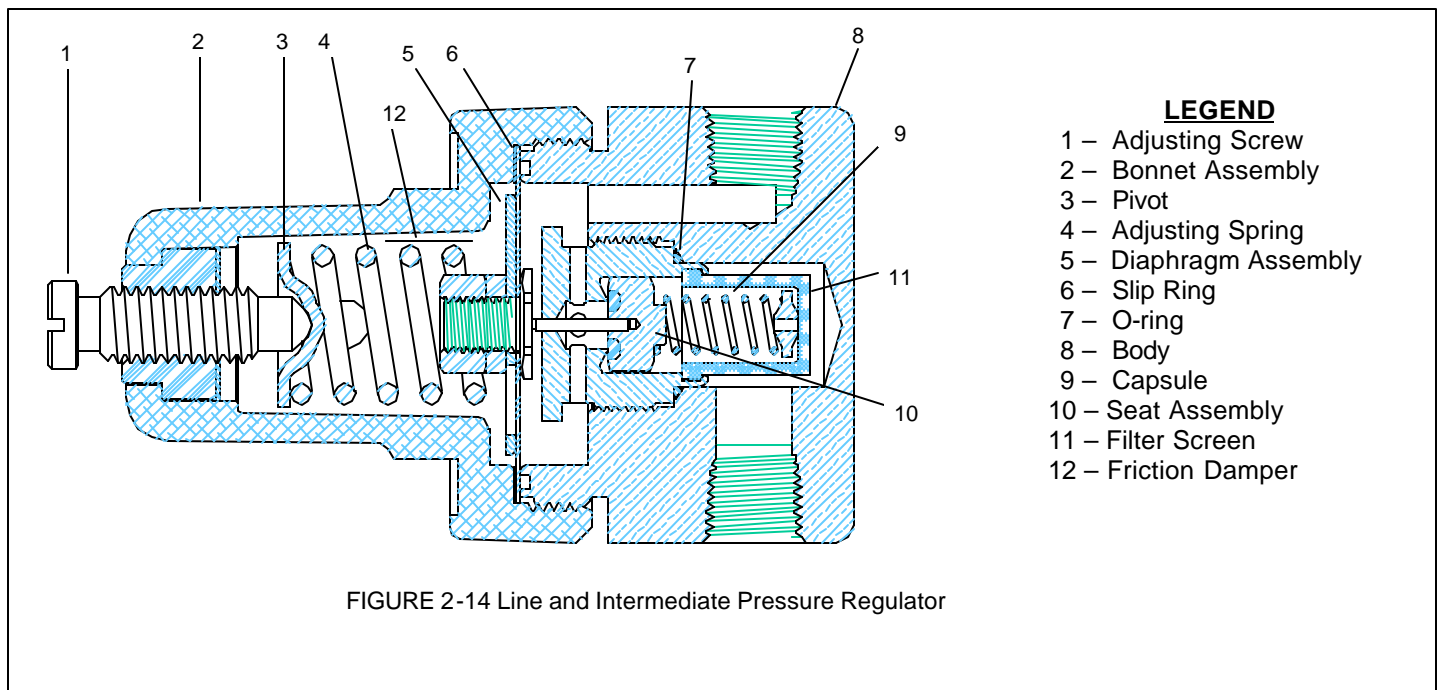 1
2
3
4
5
6
7
8
12
9
11
10
LEGEND
1 – Adjusting Screw
2 – Bonnet Assembly
3 – Pivot
4 – Adjusting Spring
5 – Diaphragm Assembly
6 – Slip Ring
7 – O-ring
8 – Body
9 – Capsule
10 – Seat Assembly
11 – Filter Screen
12 – Friction Damper
FIGURE 2-14 Line and Intermediate Pressure Regulator